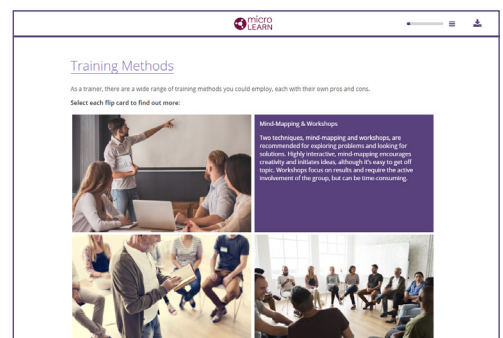 micro
LEARN
Training Methods
As a trainer, there are a wide range of training methods you could employ, each with their own pros and cons.
Select each flip card to find out more:
Mind-Mapping & Workshops
Two techniques, mind-mapping and workshops, are
recommended for exploring problems and looking for
solutions. Highly interactive, mind-mapping encourages
creativity and initiates ideas, although it's easy to get off
topic. Workshops focus on results and require the active
involvement of the group, but can be time-consuming.